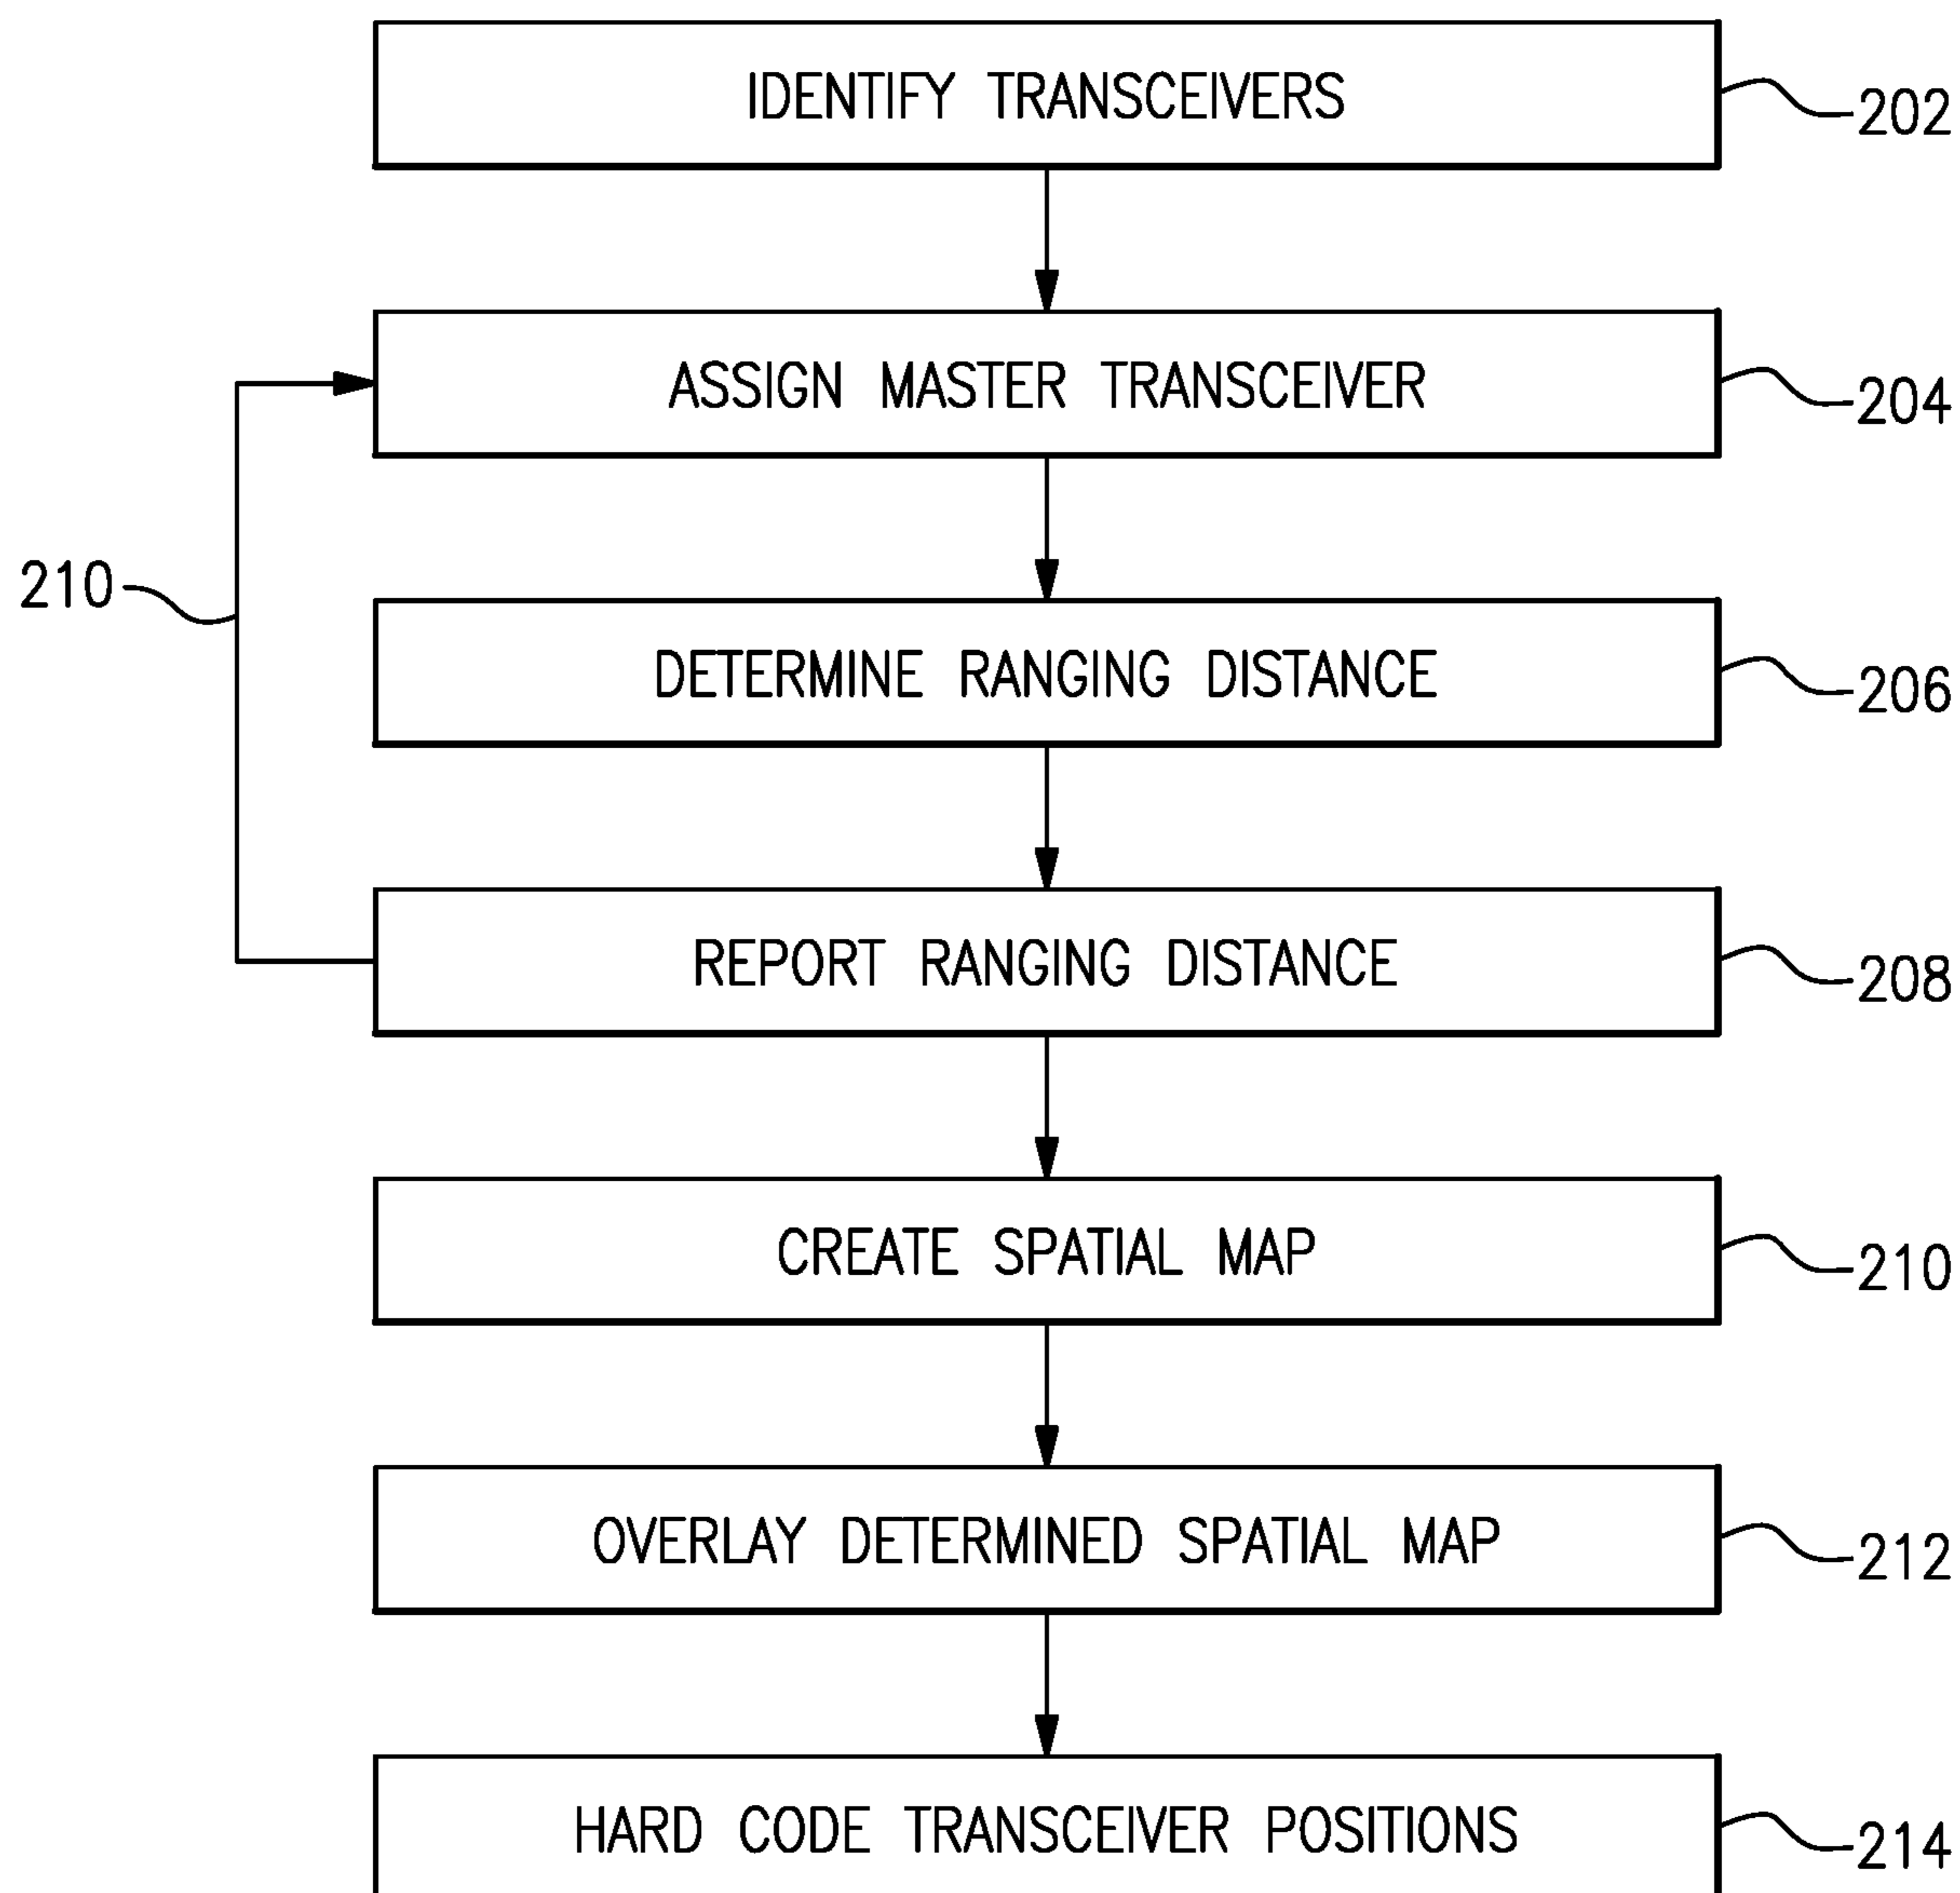 IDENTIFY TRANSCEIVERS
202
ASSIGN MASTER TRANSCEIVER
204
210
DETERMINE RANGING DISTANCE
206
REPORT RANGING DISTANCE
208
CREATE SPATIAL MAP
210
OVERLAY DETERMINED SPATIAL MAP
212
HARD CODE TRANSCEIVER POSITIONS
214